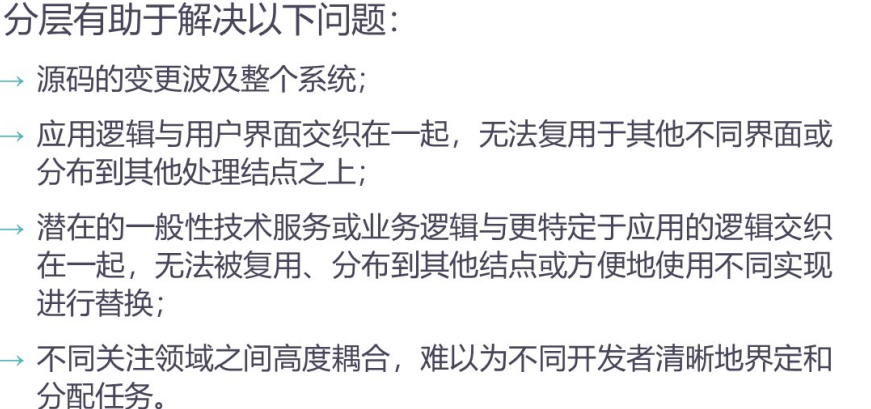 分层有助于解决以下问题：
→ 源码的变更波及整个系统；
→ 应用逻辑与用户界面交织在一起，无法复用于其他不同界面或
分布到其他处理结点之上；
→ 潜在的一般性技术服务或业务逻辑与更特定于应用的逻辑交织
在一起，无法被复用、分布到其他结点或方便地使用不同实现
进行替换；
→ 不同关注领域之间高度耦合，难以为不同开发者清晰地界定和
分配任务。